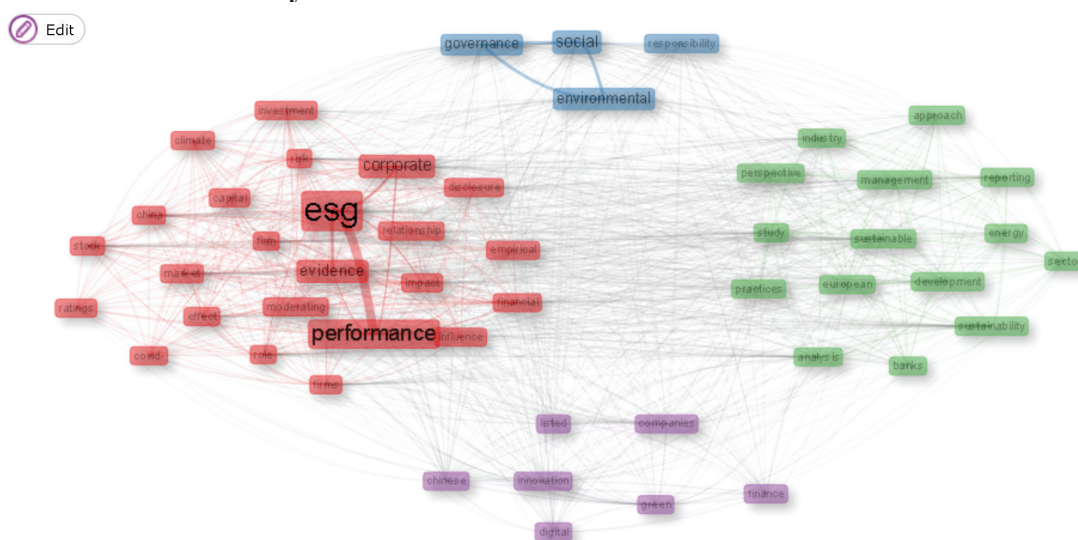 Edit
governance
social
responsibility
environmental
investment
climate
risk
corporate
disclosure
capital
esg
china
relationship
firm
stock
empirical
evidence
market
impact
financial
moderating
ratings
effect
performance
influence
role
covid-
firms
approach
industry
perspective
management
reporting
study
sustainable
energy
practices
european
development
sustainability
analysis
banks
listed
companies
chinese
innovation
green
finance
digital